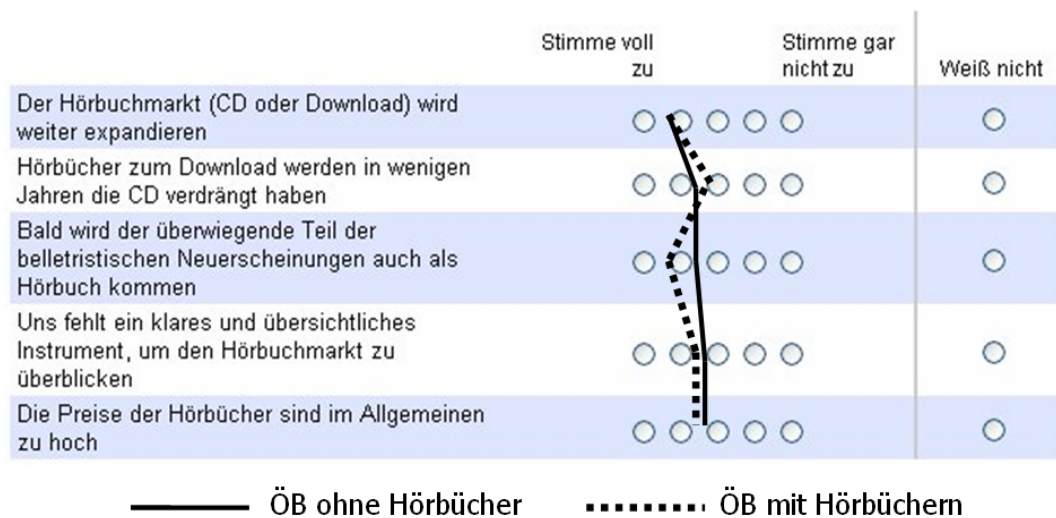 Stimme voll zu
Stimme gar nicht zu
Weiß nicht
Der Hörbuchmarkt (CD oder Download) wird
weiter expandieren
Hörbücher zum Download werden in wenigen
Jahren die CD verdrängt haben
Bald wird der überwiegende Teil der
belletristischen Neuerscheinungen auch als
Hörbuch kommen
Uns fehlt ein klares und übersichtliches
Instrument, um den Hörbuchmarkt zu
überblicken
Die Preise der Hörbücher sind im Allgemeinen
zu hoch
ÖB ohne Hörbücher
ÖB mit Hörbüchern